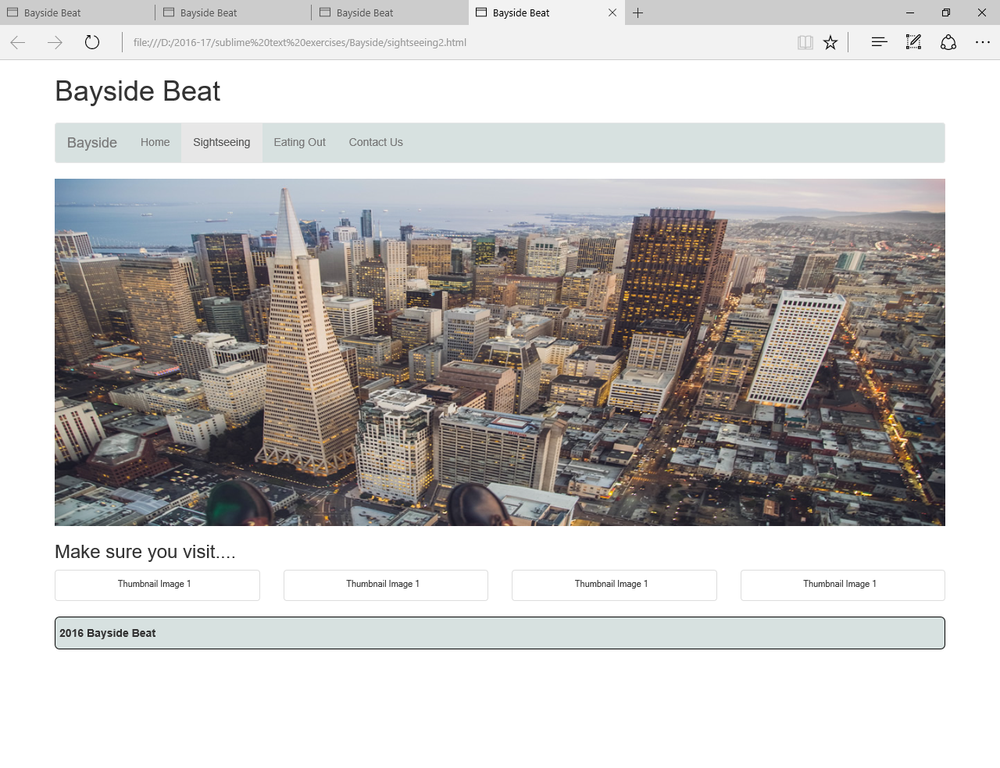 Bayside Beat Bayside Beat Bayside Beat Bayside Beat
file:///D:/2016-17/sublime%20text%20exercises/Bayside/sightseeing2.html
Bayside Beat
Bayside Home Sightseeing Eating Out Contact Us
Make sure you visit....
Thumbnail Image 1 Thumbnail Image 1 Thumbnail Image 1 Thumbnail Image 1
2016 Bayside Beat